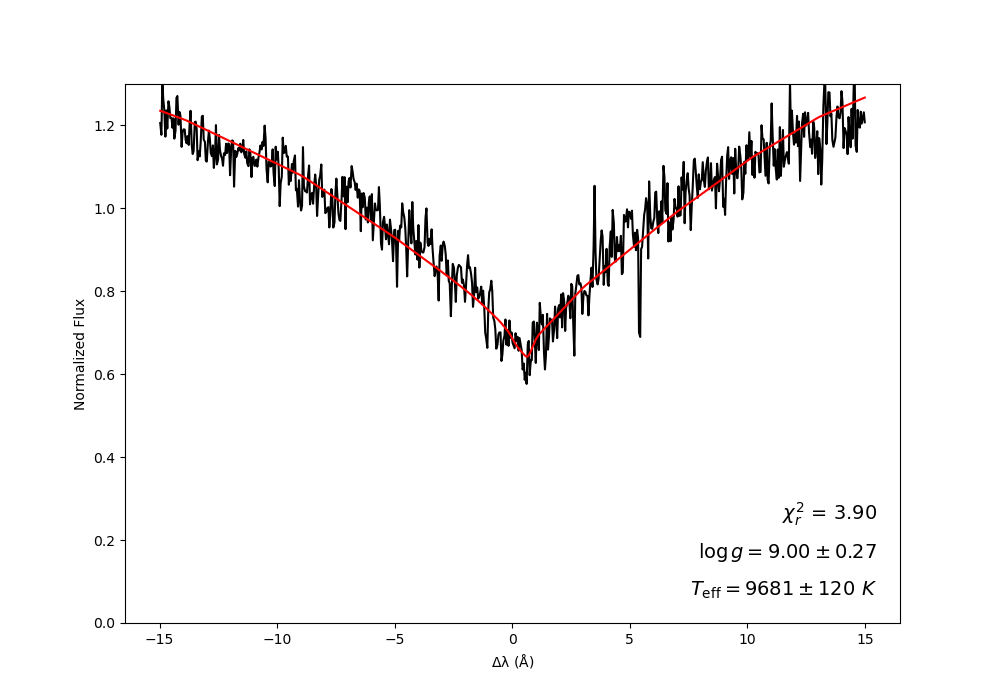 1.2
1.0
0.8
0.6
0.4
0.2
0.0
Normalized Flux
χ²ᵣ = 3.90
log g = 9.00 ± 0.27
T_eff = 9681 ± 120 K
−15 −10 −5 0 5 10 15
Δλ (Å)